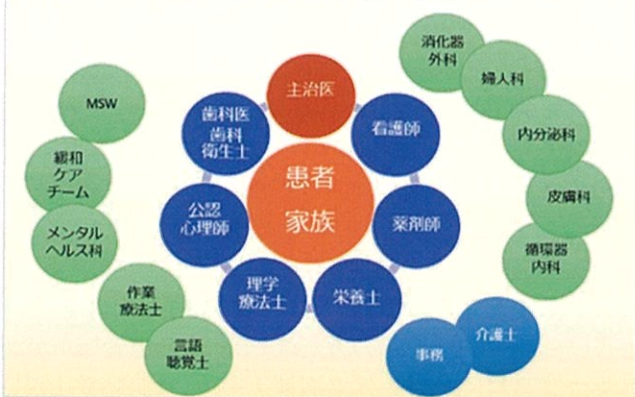 主治医
看護師
薬剤師
栄養士
理学
療法士
公認
心理師
歯科医
歯科
衛生士
患者
家族
MSW
緩和
ケア
チーム
メンタル
ヘルス科
作業
療法士
言語
聴覚士
消化器
外科
婦人科
内分泌科
皮膚科
循環器
内科
介護士
事務